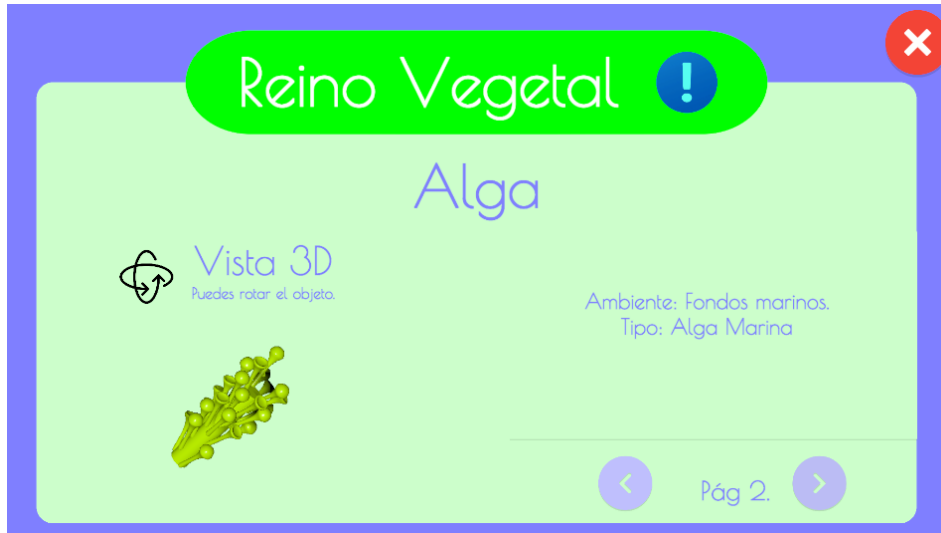 Reino Vegetal
Alga
Vista 3D
Puedes rotar el objeto.
Ambiente: Fondos marinos.
Tipo: Alga Marina
Pág 2.